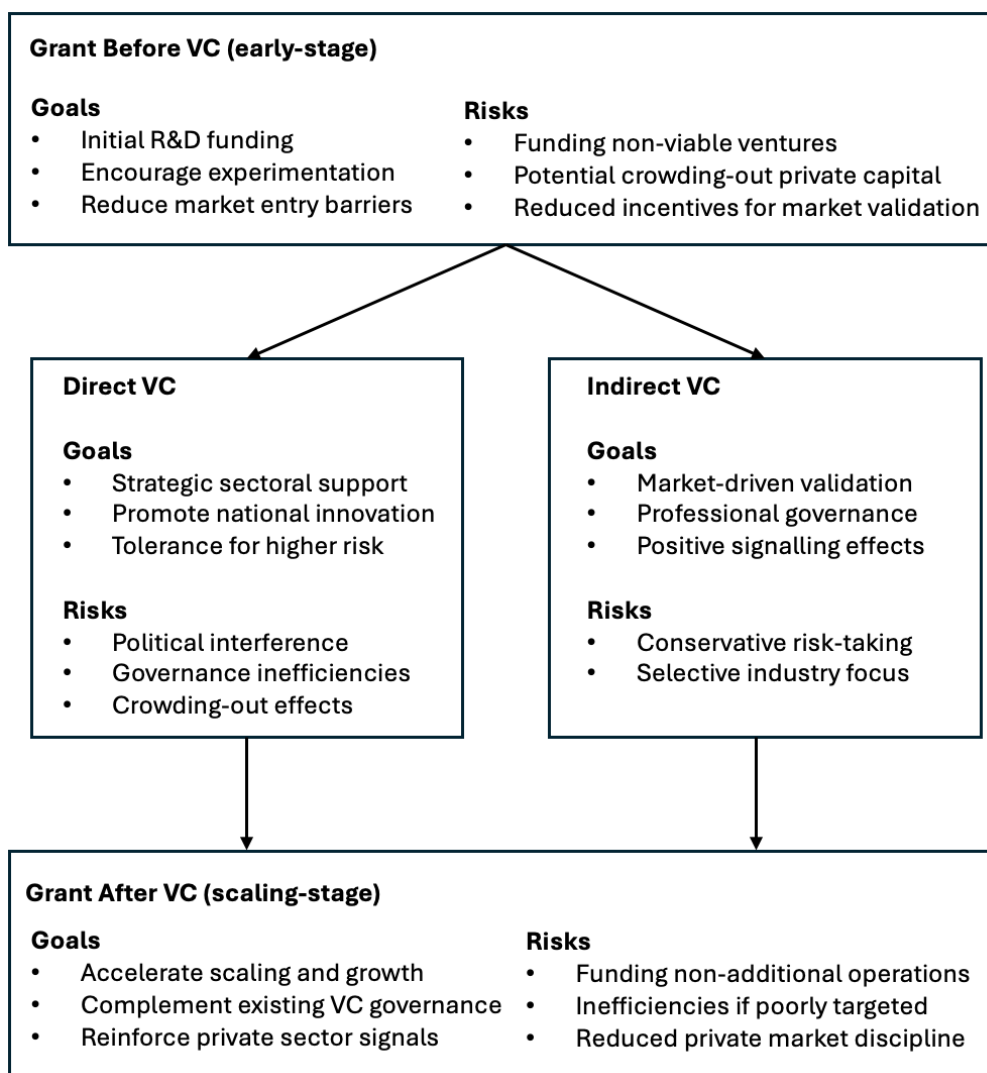 Grant Before VC (early-stage)
Goals
• Initial R&D funding
• Encourage experimentation
• Reduce market entry barriers
Risks
• Funding non-viable ventures
• Potential crowding-out private capital
• Reduced incentives for market validation
Direct VC
Goals
• Strategic sectoral support
• Promote national innovation
• Tolerance for higher risk
Risks
• Political interference
• Governance inefficiencies
• Crowding-out effects
Indirect VC
Goals
• Market-driven validation
• Professional governance
• Positive signalling effects
Risks
• Conservative risk-taking
• Selective industry focus
Grant After VC (scaling-stage)
Goals
• Accelerate scaling and growth
• Complement existing VC governance
• Reinforce private sector signals
Risks
• Funding non-additional operations
• Inefficiencies if poorly targeted
• Reduced private market discipline